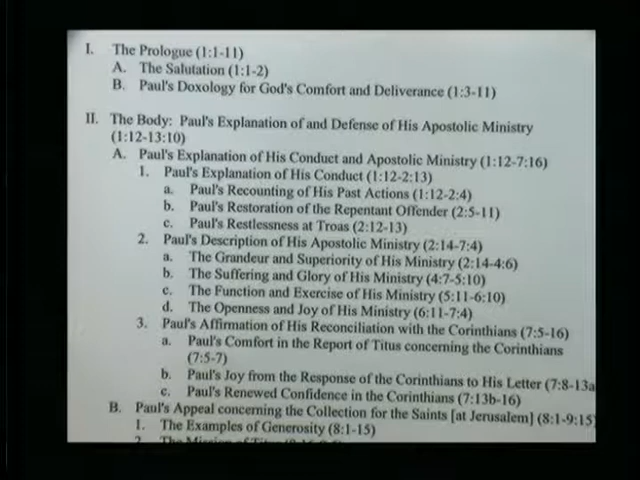 I. The Prologue (1:1-11)
A. The Salutation (1:1-2)
B. Paul's Doxology for God's Comfort and Deliverance (1:3-11)
II. The Body: Paul's Explanation of and Defense of His Apostolic Ministry
(1:12-13:10)
A. Paul's Explanation of His Conduct and Apostolic Ministry (1:12-7:16)
1. Paul's Explanation of His Conduct (1:12-2:13)
a. Paul's Recounting of His Past Actions (1:12-2:4)
b. Paul's Restoration of the Repentant Offender (2:5-11)
c. Paul's Restlessness at Troas (2:12-13)
2. Paul's Description of His Apostolic Ministry (2:14-7:4)
a. The Grandeur and Superiority of His Ministry (2:14-4:6)
b. The Suffering and Glory of His Ministry (4:7-5:10)
c. The Function and Exercise of His Ministry (5:11-6:10)
d. The Openness and Joy of His Ministry (6:11-7:4)
3. Paul's Affirmation of His Reconciliation with the Corinthians (7:5-16)
a. Paul's Comfort in the Report of Titus concerning the Corinthians
(7:5-7)
b. Paul's Joy from the Response of the Corinthians to His Letter (7:8-13a
c. Paul's Renewed Confidence in the Corinthians (7:13b-16)
B. Paul's Appeal concerning the Collection for the Saints [at Jerusalem] (8:1-9:15
1. The Examples of Generosity (8:1-15)
2. The Mission of Titus